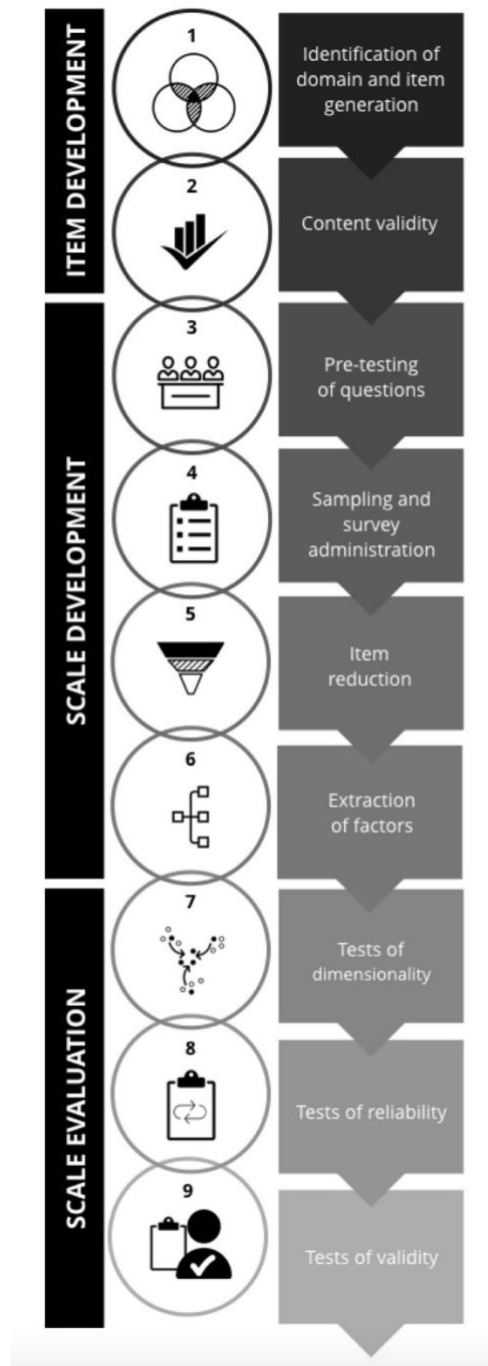 ITEM DEVELOPMENT
1
Identification of
domain and item
generation
2
Content validity
SCALE DEVELOPMENT
3
Pre-testing
of questions
4
Sampling and
survey
administration
5
Item
reduction
6
Extraction
of factors
SCALE EVALUATION
7
Tests of
dimensionality
8
Tests of reliability
9
Tests of validity